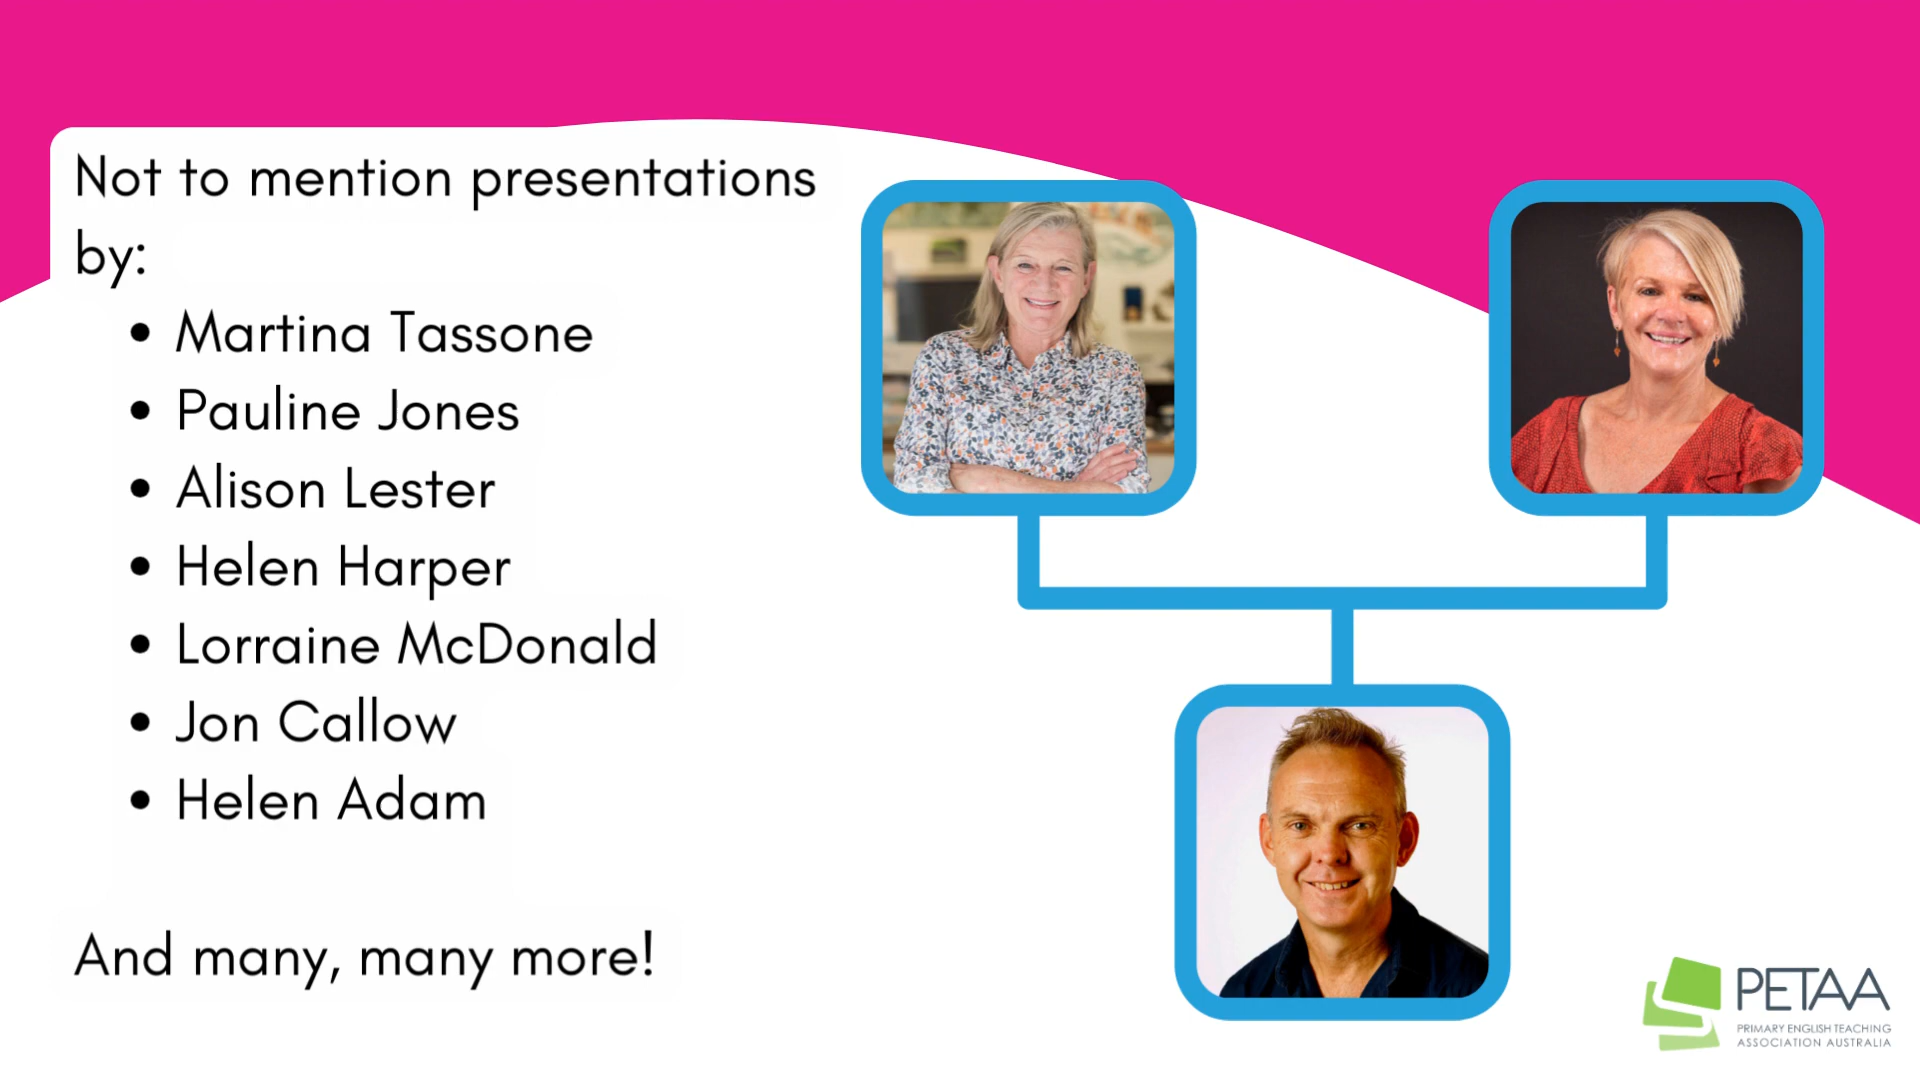 Not to mention presentations
by:
• Martina Tassone
• Pauline Jones
• Alison Lester
• Helen Harper
• Lorraine McDonald
• Jon Callow
• Helen Adam
And many, many more!
PETAA
PRIMARY ENGLISH TEACHING
ASSOCIATION AUSTRALIA